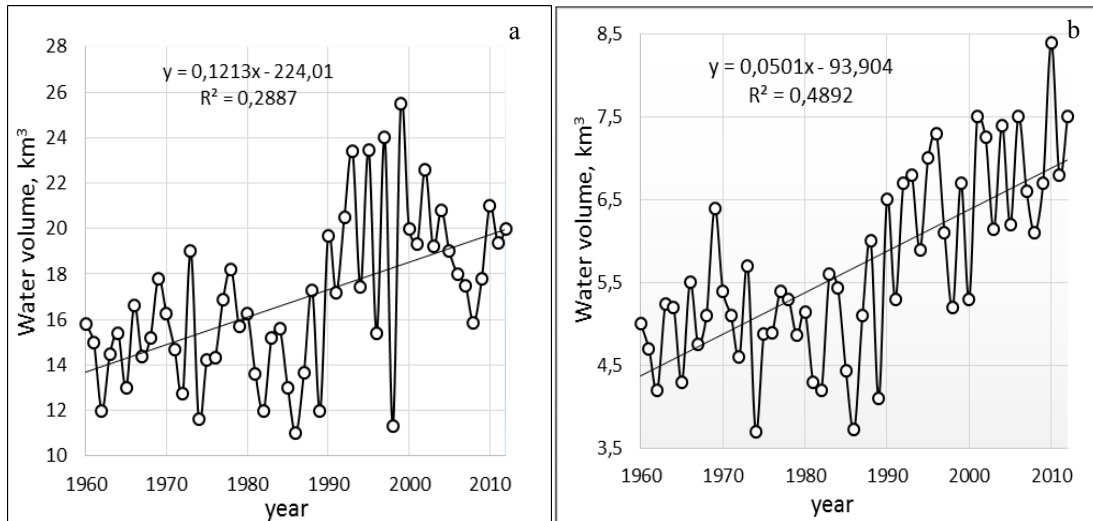 a
28
26
24
22
20
18
16
14
12
10
y = 0,1213x - 224,01
R² = 0,2887
Water volume, km³
1960 1970 1980 1990 2000 2010
year
b
8,5
7,5
6,5
5,5
4,5
3,5
y = 0,0501x - 93,904
R² = 0,4892
Water volume, km³
1960 1970 1980 1990 2000 2010
year